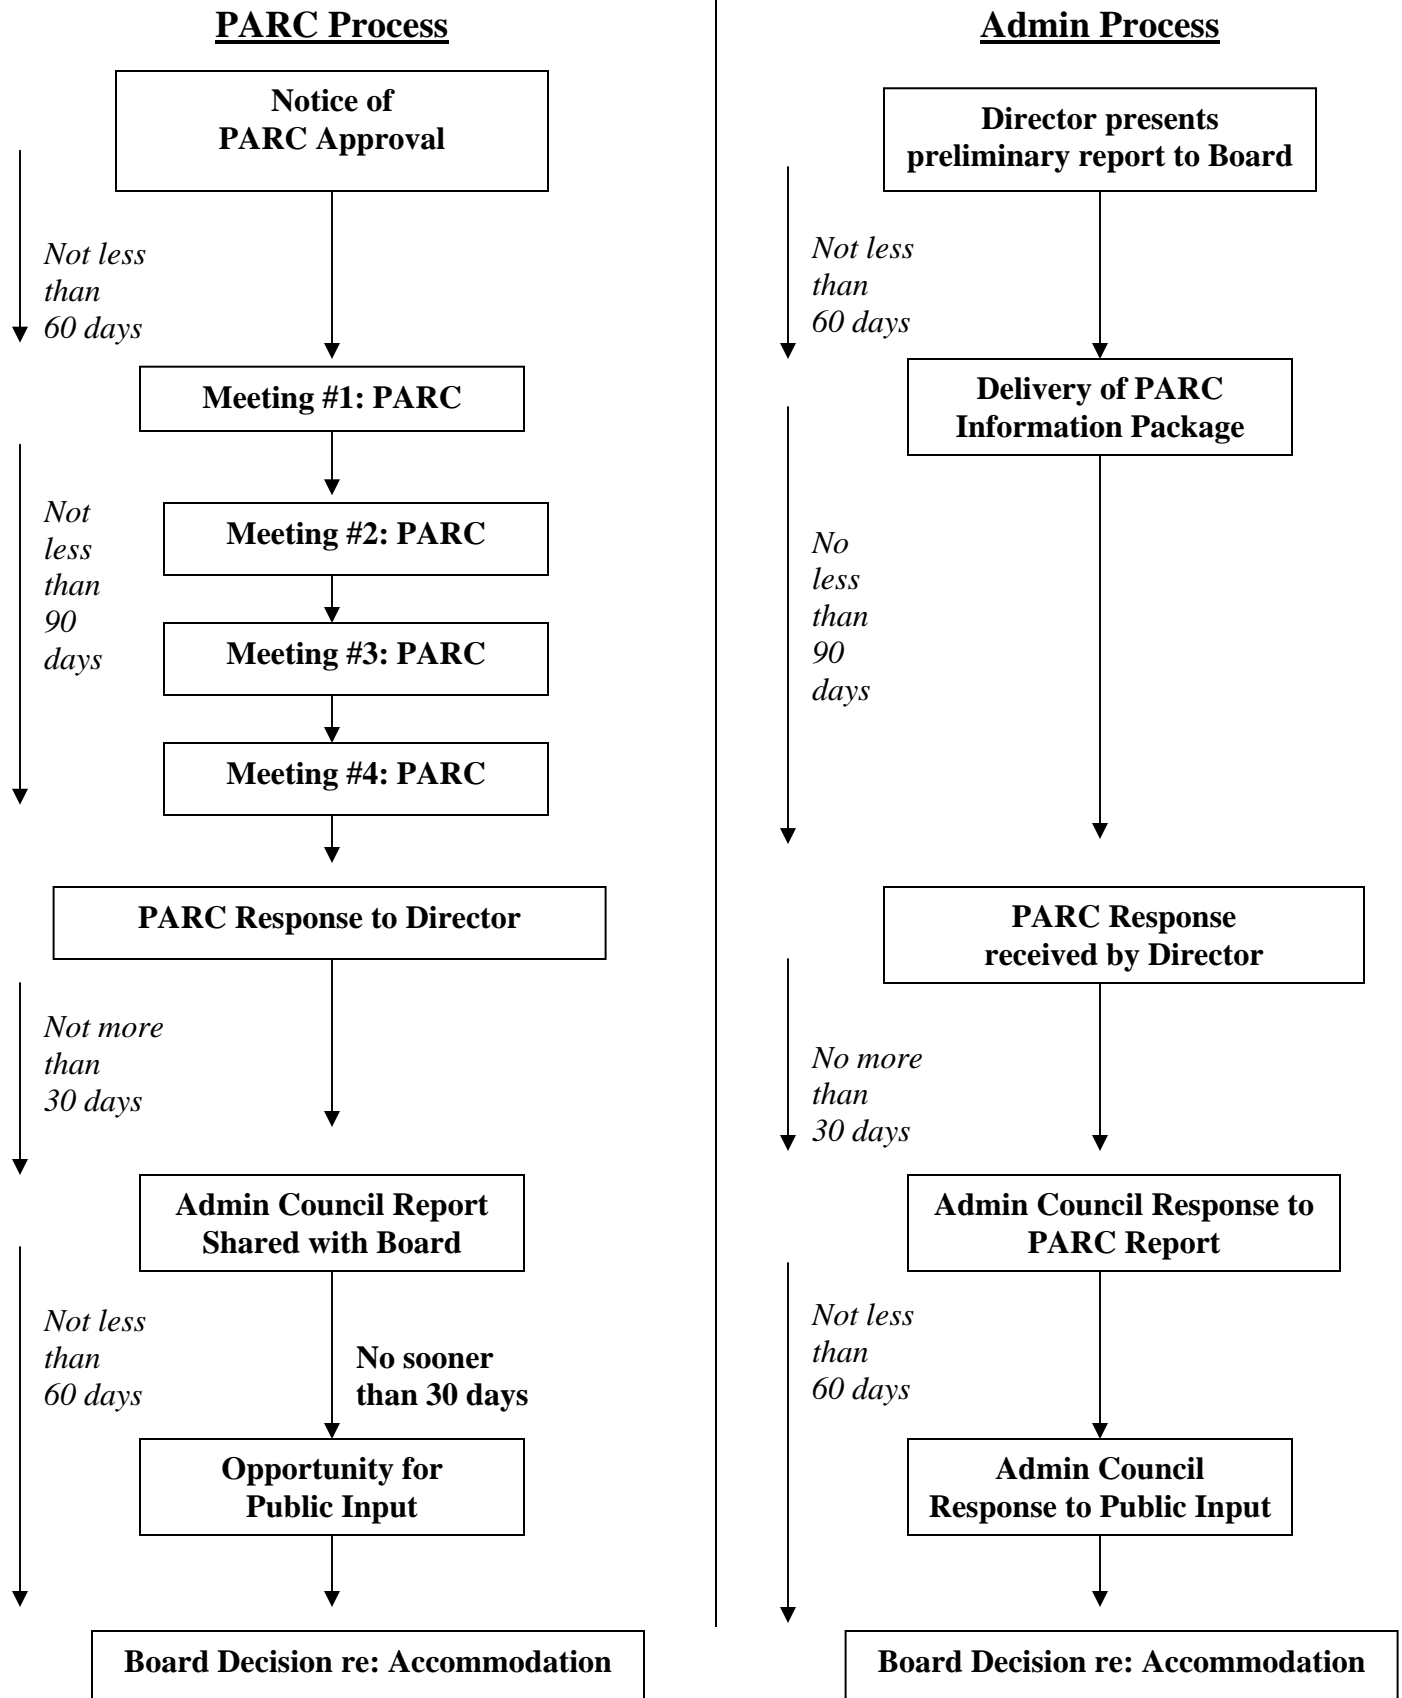 PARC Process
Notice of
PARC Approval
Not less
than
60 days
Meeting #1: PARC
Not
less
than
90
days
Meeting #2: PARC
Meeting #3: PARC
Meeting #4: PARC
PARC Response to Director
Not more
than
30 days
Admin Council Report
Shared with Board
Not less
than
60 days
No sooner
than 30 days
Opportunity for
Public Input
Board Decision re: Accommodation
Admin Process
Director presents
preliminary report to Board
Not less
than
60 days
Delivery of PARC
Information Package
No
less
than
90
days
PARC Response
received by Director
No more
than
30 days
Admin Council Response to
PARC Report
Not less
than
60 days
Admin Council
Response to Public Input
Board Decision re: Accommodation